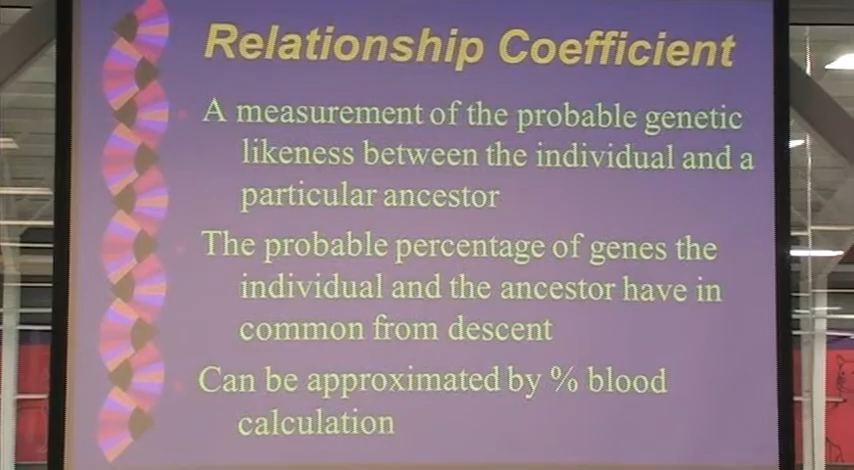 Relationship Coefficient
A measurement of the probable genetic
likeness between the individual and a
particular ancestor
The probable percentage of genes the
individual and the ancestor have in
common from descent
Can be approximated by % blood
calculation